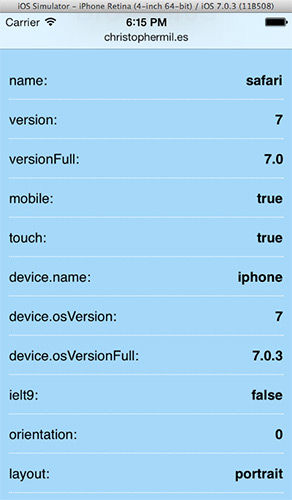 iOS Simulator - iPhone Retina (4-inch 64-bit) / iOS 7.0.3 (11B508)
Carrer 6:15 PM
christophermil.es
name: safari
version: 7
versionFull: 7.0
mobile: true
touch: true
device.name: iphone
device.osVersion: 7
device.osVersionFull: 7.0.3
ielt9: false
orientation: 0
layout: portrait